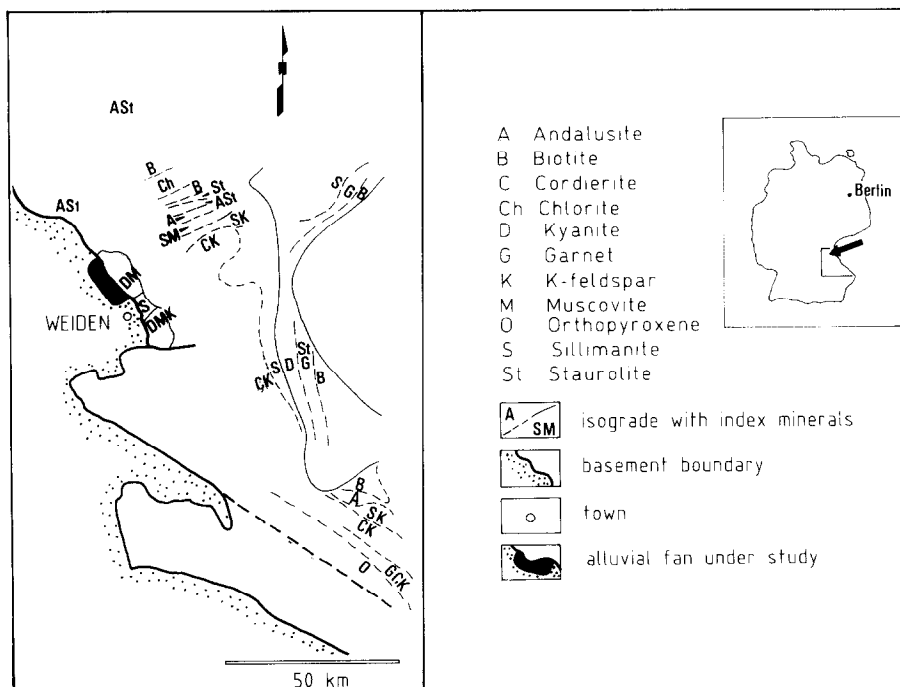 ASt
B
Ch
B
St
ASt
A
SM
SK
CK
S
G
B
ASt
DM
S
DMK
WEIDEN
St
G
D
S
CK
B
B
A
SK
CK
O
GCK
50 km
A Andalusite
B Biotite
C Cordierite
Ch Chlorite
D Kyanite
G Garnet
K K-feldspar
M Muscovite
O Orthopyroxene
S Sillimanite
St Staurolite
Berlin
A
SM
isograde with index minerals
basement boundary
town
alluvial fan under study